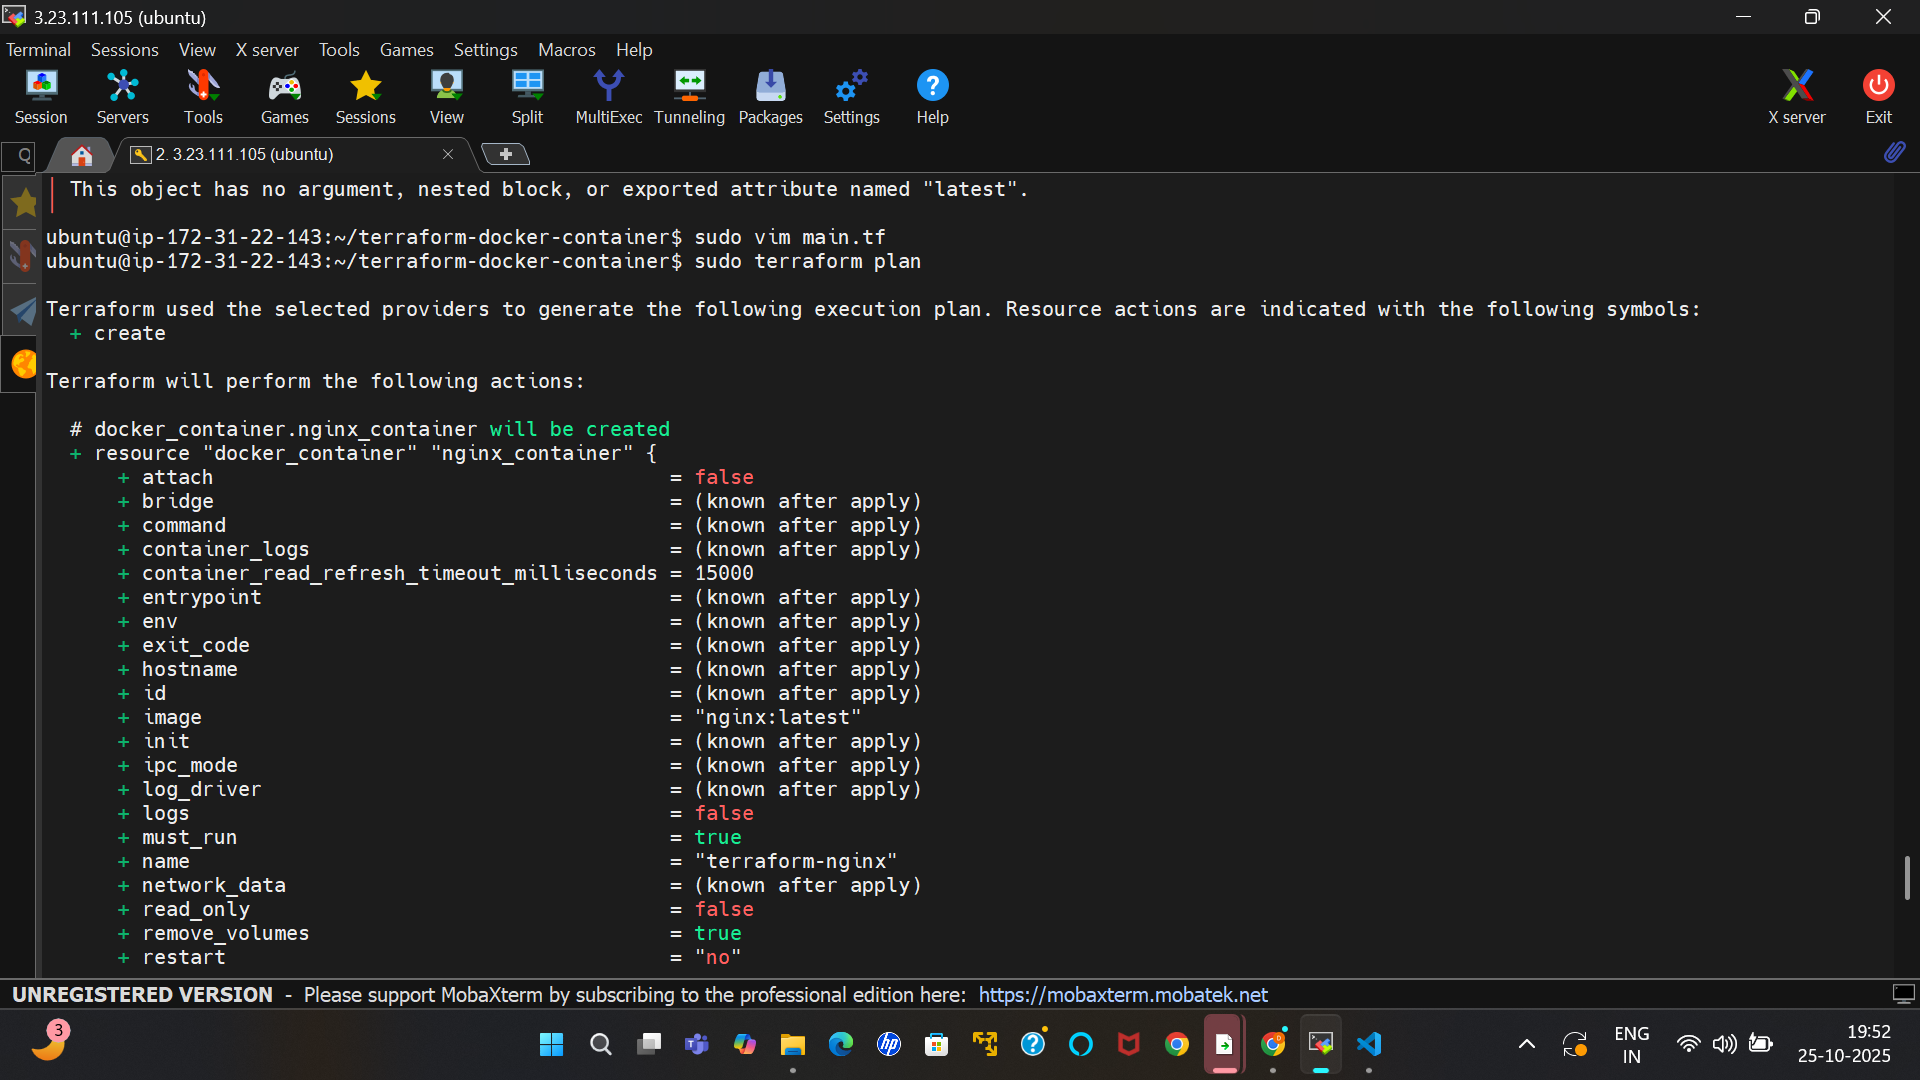 3.23.111.105 (ubuntu)
Terminal Sessions View X server Tools Games Settings Macros Help
Session Servers Tools Games Sessions View Split MultiExec Tunneling Packages Settings Help X server Exit
2. 3.23.111.105 (ubuntu)
This object has no argument, nested block, or exported attribute named "latest".
ubuntu@ip-172-31-22-143:~/terraform-docker-container$ sudo vim main.tf
ubuntu@ip-172-31-22-143:~/terraform-docker-container$ sudo terraform plan
Terraform used the selected providers to generate the following execution plan. Resource actions are indicated with the following symbols:
+ create
Terraform will perform the following actions:
# docker_container.nginx_container will be created
+ resource "docker_container" "nginx_container" {
+ attach = false
+ bridge = (known after apply)
+ command = (known after apply)
+ container_logs = (known after apply)
+ container_read_refresh_timeout_milliseconds = 15000
+ entrypoint = (known after apply)
+ env = (known after apply)
+ exit_code = (known after apply)
+ hostname = (known after apply)
+ id = (known after apply)
+ image = "nginx:latest"
+ init = (known after apply)
+ ipc_mode = (known after apply)
+ log_driver = (known after apply)
+ logs = false
+ must_run = true
+ name = "terraform-nginx"
+ network_data = (known after apply)
+ read_only = false
+ remove_volumes = true
+ restart = "no"
UNREGISTERED VERSION - Please support MobaXterm by subscribing to the professional edition here: https://mobaxterm.mobatek.net
3
ENG
IN
19:52
25-10-2025